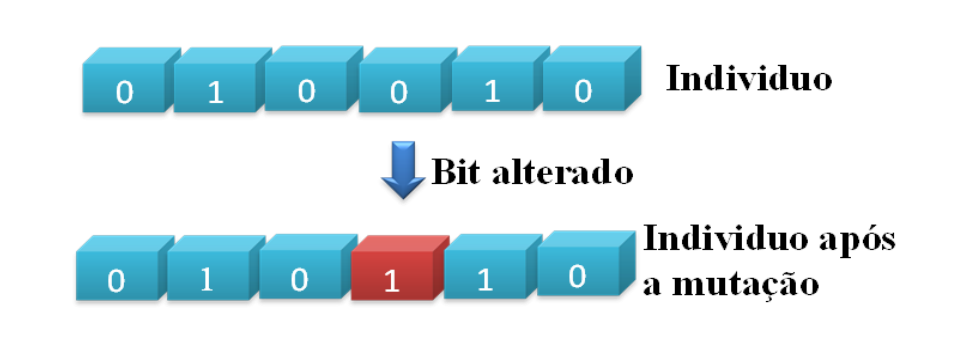 0 1 0 0 1 0 Individuo
Bit alterado
0 1 0 1 1 0 Individuo após
a mutação